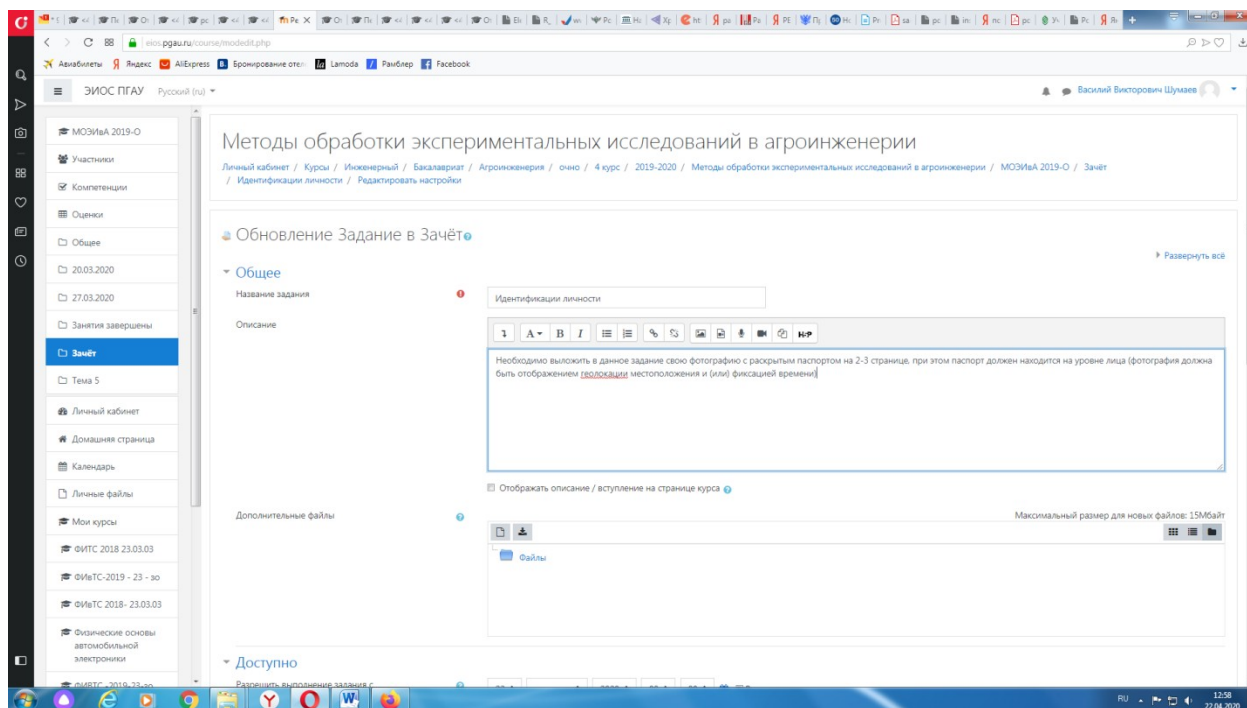 eios.pgau.ru/course/modedit.php
Авиабилеты Яндекс AliExpress Бронирование отел Lamoda Рамблер Facebook
ЭИОС ПГАУ Русский (ru)
Василий Викторович Шумаев
МОЭИвА 2019-О
Участники
Компетенции
Оценки
Общее
20.03.2020
27.03.2020
Занятия завершены
Зачёт
Тема 5
Личный кабинет
Домашняя страница
Календарь
Личные файлы
Мои курсы
ФИТС 2018 23.03.03
ФИвТС-2019 - 23 - зо
ФИвТС 2018- 23.03.03
Физические основы
автомобильной
электроники
Методы обработки экспериментальных исследований в агроинженерии
Личный кабинет / Курсы / Инженерный / Бакалавриат / Агроинженерия / очно / 4 курс / 2019-2020 / Методы обработки экспериментальных исследований в агроинженерии / МОЭИвА 2019-О / Зачёт
/ Идентификации личности / Редактировать настройки
Обновление Задание в Зачёт
Развернуть всё
Общее
Название задания
Идентификации личности
Описание
Необходимо выложить в данное задание свою фотографию с раскрытым паспортом на 2-3 странице, при этом паспорт должен находится на уровне лица (фотография должна
быть отображением геолокации местоположения и (или) фиксацией времени)
Отображать описание / вступление на странице курса
Дополнительные файлы
Максимальный размер для новых файлов: 15Мбайт
Файлы
Доступно
Разрешить выполнение задания с
RU
12:58
22.04.2020